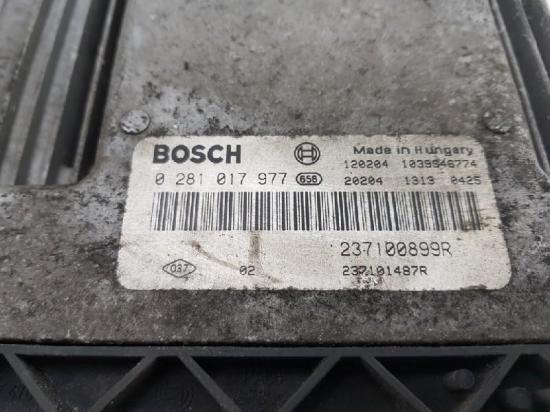 BOSCH
Made in Hungary
120204 1039S46774
0 281 017 977 658
20204 1313 0425
237100899R
037 02 237101487R